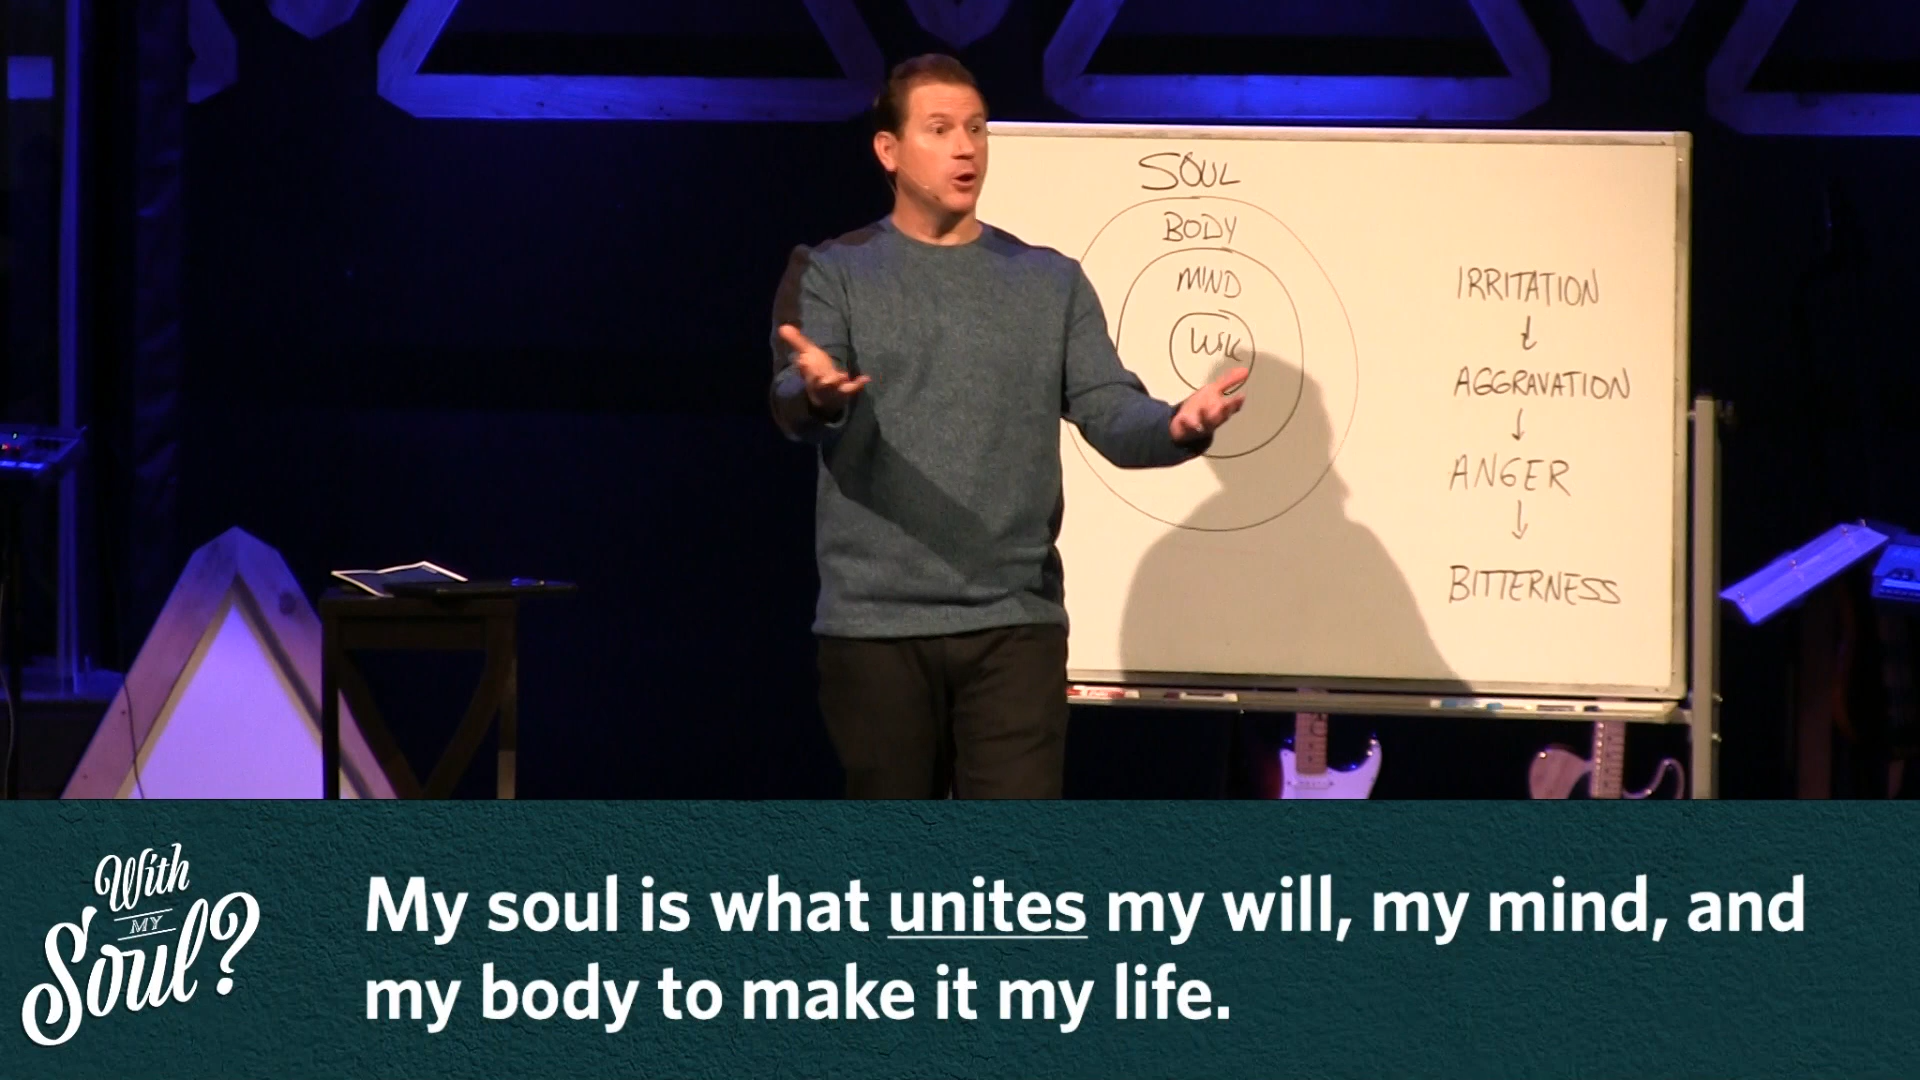 SOUL
BODY
MIND
WILL
IRRITATION
AGGRAVATION
ANGER
BITTERNESS
With
MY
Soul?
My soul is what unites my will, my mind, and
my body to make it my life.